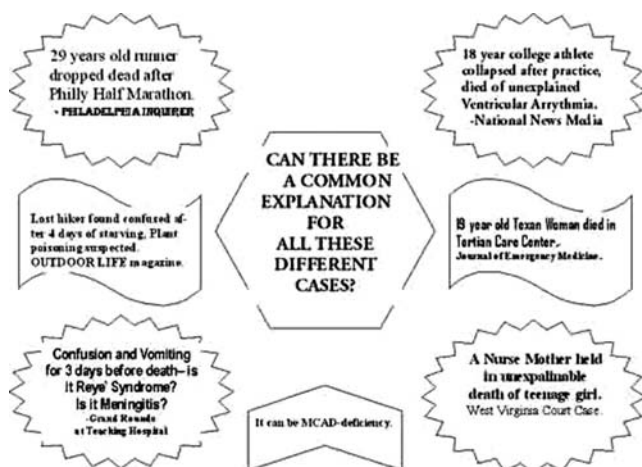 29 years old runner
dropped dead after
Philly Half Marathon.
- PHILADELPHIA INQUIRER
18 year college athlete
collapsed after practice,
died of unexplained
Ventricular Arrythmia.
-National News Media
CAN THERE BE
A COMMON
EXPLANATION
FOR
ALL THESE
DIFFERENT
CASES?
Lost hiker found confused af-
ter 4 days of starving, Plant
poisoning suspected.
OUTDOOR LIFE magazine.
19 year old Texan Woman died in
Tertian Care Center.
Journal of Emergency Medicine.
Confusion and Vomiting
for 3 days before death-- is
it Reye' Syndrome?
Is it Meningitis?
-Grand Rounds
at Teaching Hospital
It can be MCAD-deficiency.
A Nurse Mother held
in unexpalinable
death of teenage girl.
West Virginia Court Case.